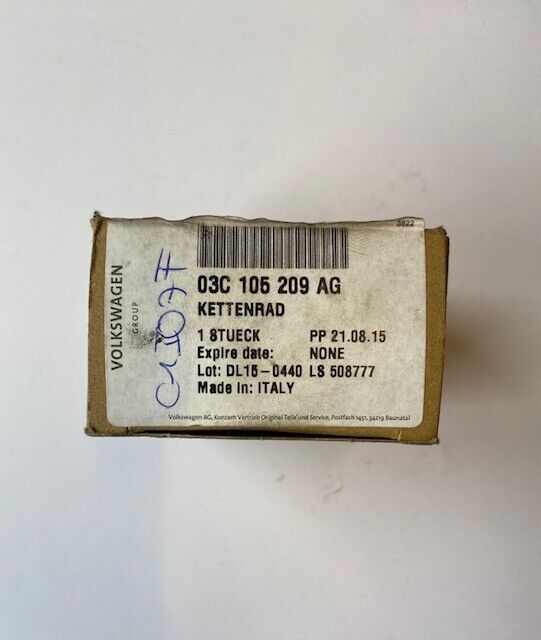 3822
03C 105 209 AG
KETTENRAD
1 STUECK PP 21.08.15
Expire date: NONE
Lot: DL15-0440 LS 508777
Made in: ITALY
Volkswagen AG, Konzern Vertrieb Original Teile und Service, Postfach 1451, 34219 Baunatal
VOLKSWAGEN
GROUP